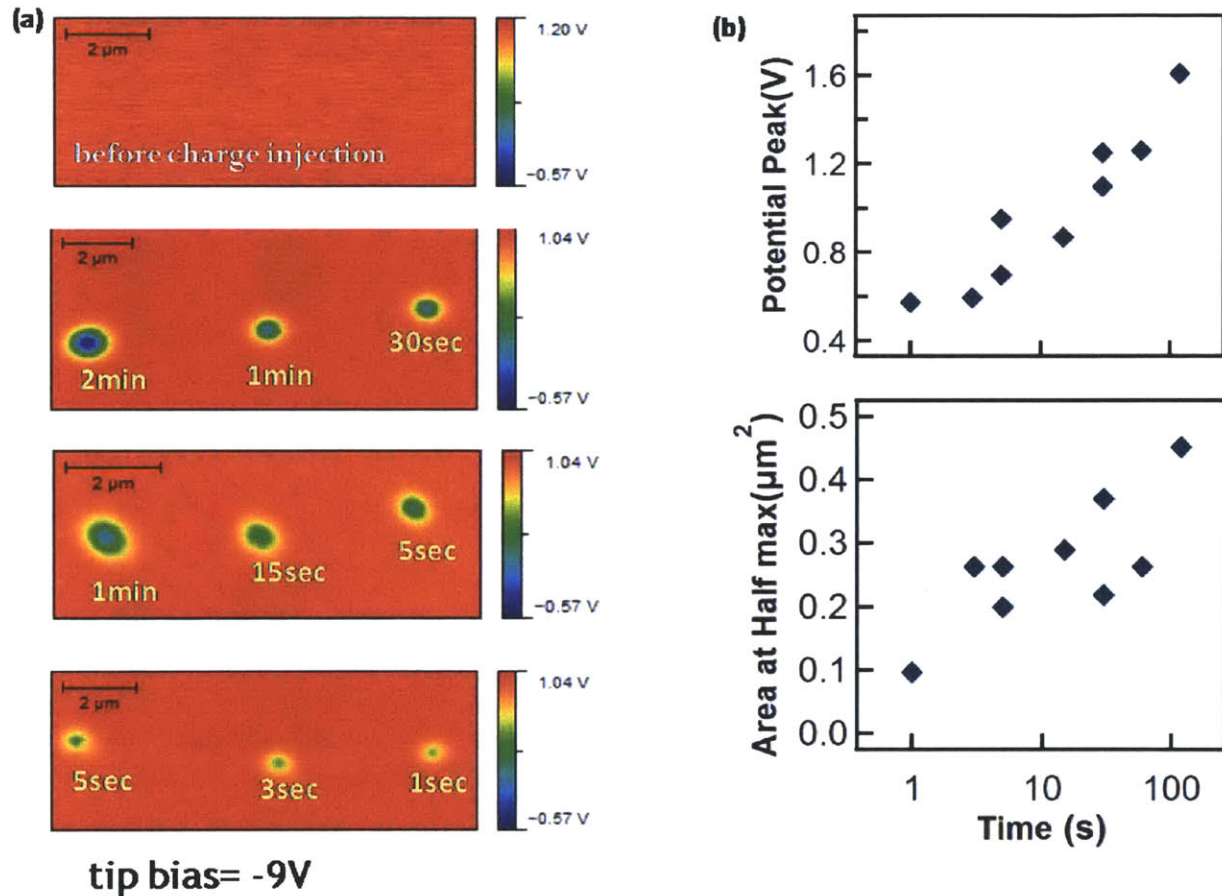 (a)
2 µm
before charge injection
1.20 V
−0.57 V
2 µm
2min
1min
30sec
1.04 V
−0.57 V
2 µm
1min
15sec
5sec
1.04 V
−0.57 V
2 µm
5sec
3sec
1sec
1.04 V
−0.57 V
tip bias= -9V
(b)
Potential Peak(V)
1.6
1.2
0.8
0.4
Area at Half max(µm²)
0.5
0.4
0.3
0.2
0.1
0.0
1 10 100
Time (s)